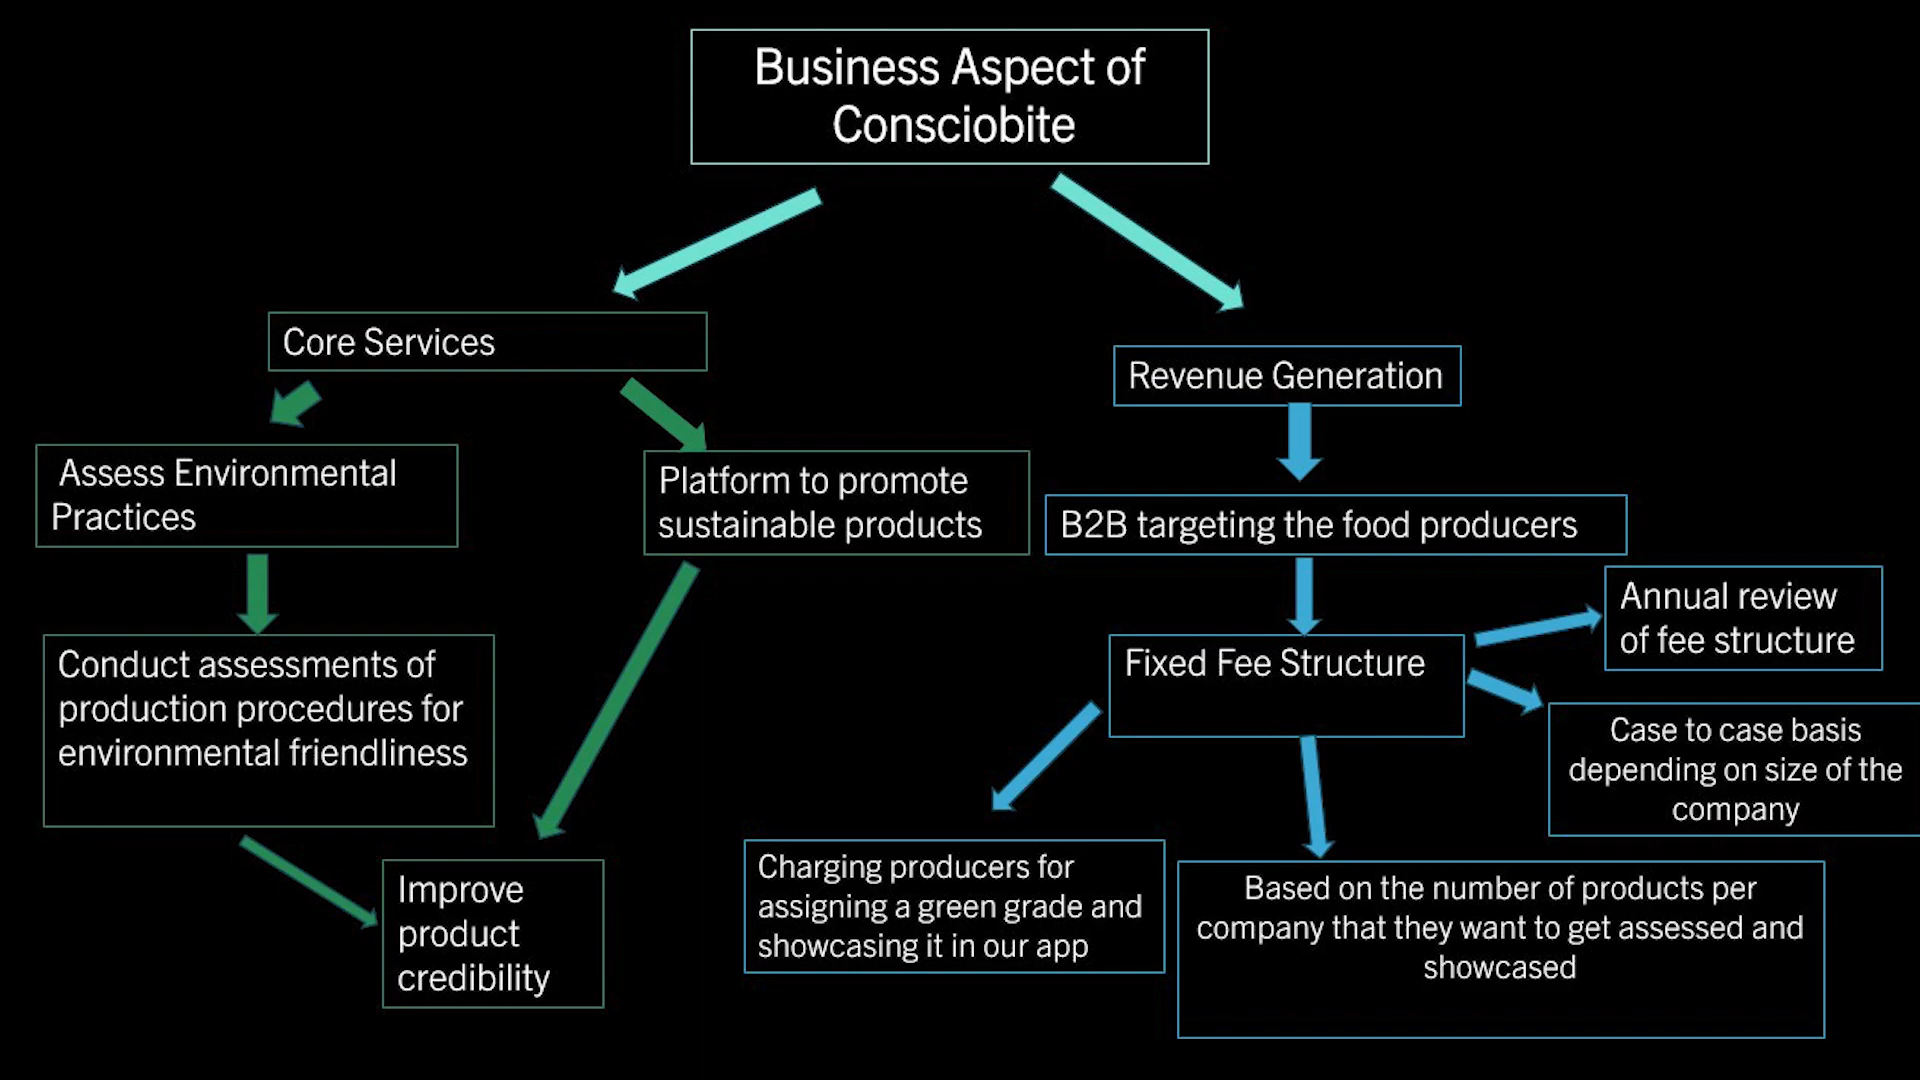 Business Aspect of
Consciobite
Core Services
Revenue Generation
Assess Environmental
Practices
Platform to promote
sustainable products
B2B targeting the food producers
Annual review
of fee structure
Conduct assessments of
production procedures for
environmental friendliness
Fixed Fee Structure
Case to case basis
depending on size of the
company
Improve
product
credibility
Charging producers for
assigning a green grade and
showcasing it in our app
Based on the number of products per
company that they want to get assessed and
showcased